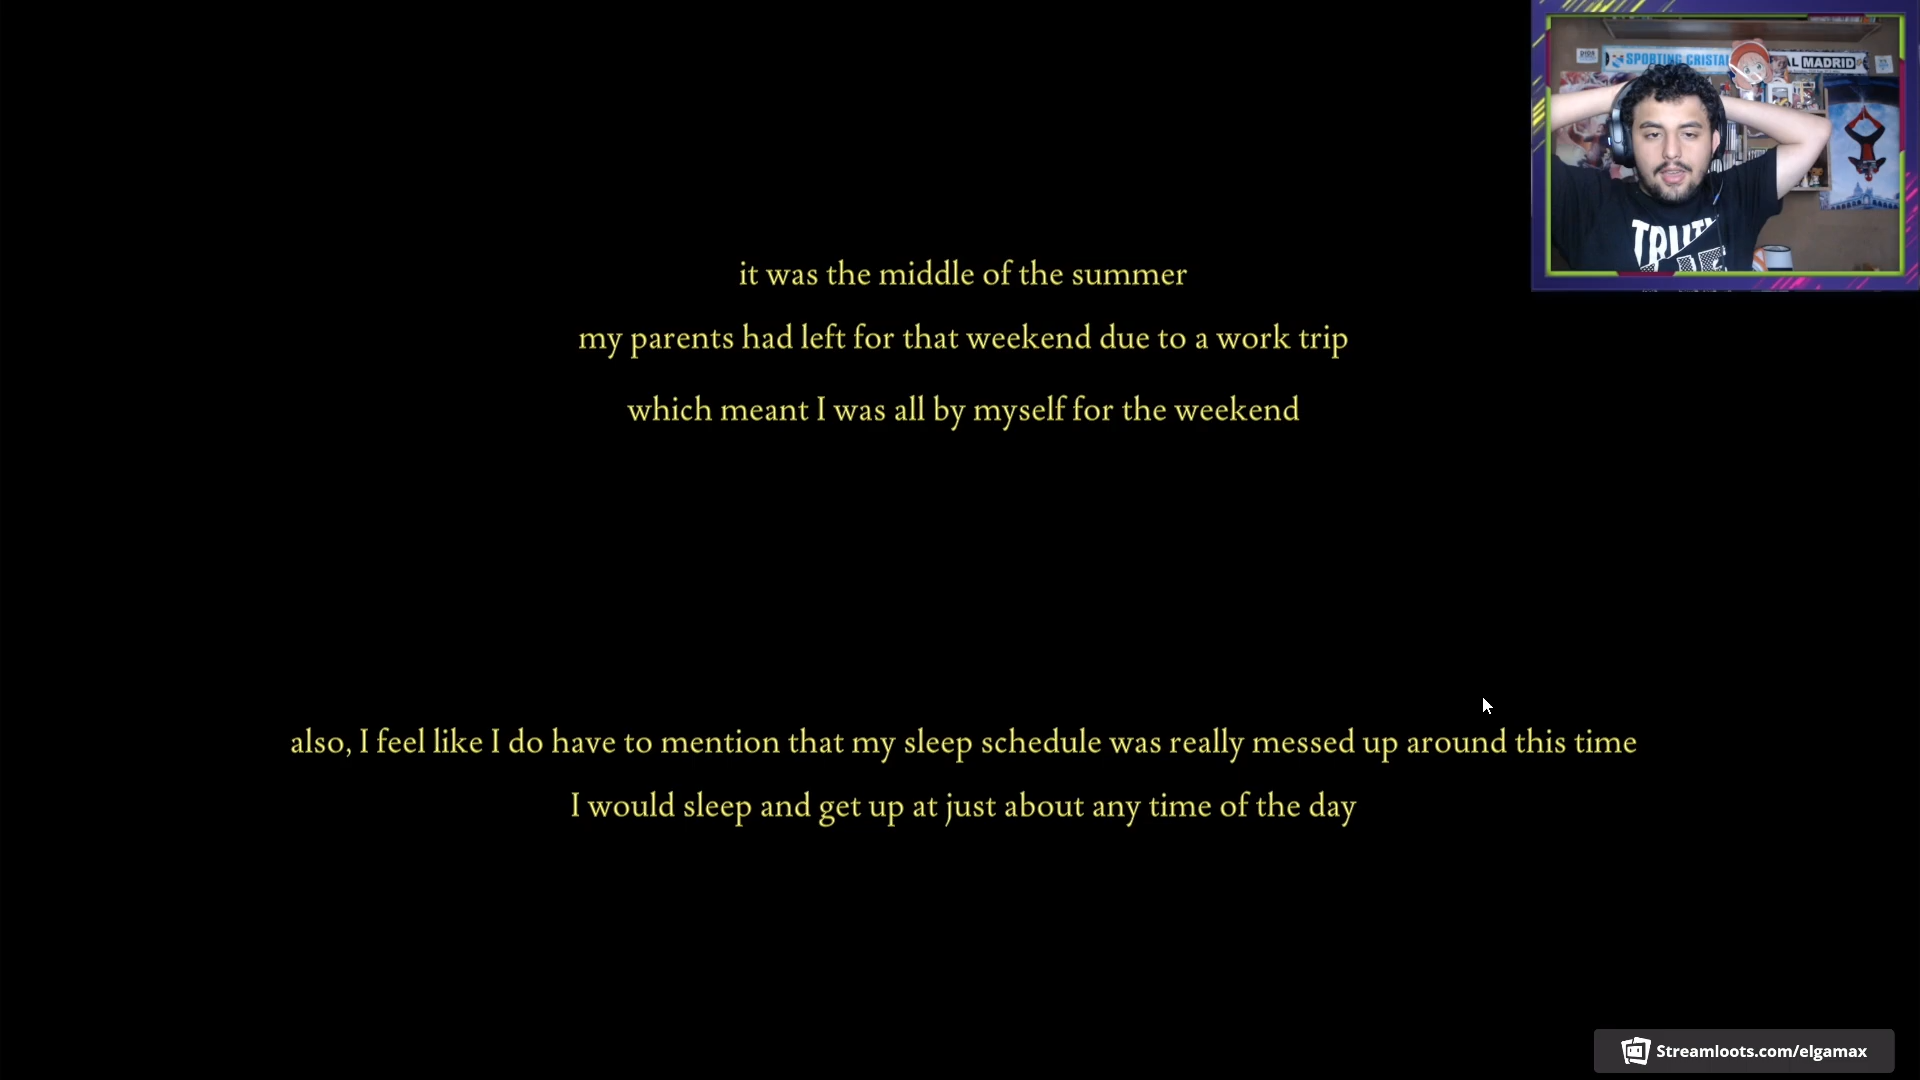 SPORTING CRISTAL
AL MADRID
TRUTH
it was the middle of the summer
my parents had left for that weekend due to a work trip
which meant I was all by myself for the weekend
also, I feel like I do have to mention that my sleep schedule was really messed up around this time
I would sleep and get up at just about any time of the day
Streamloots.com/elgamax